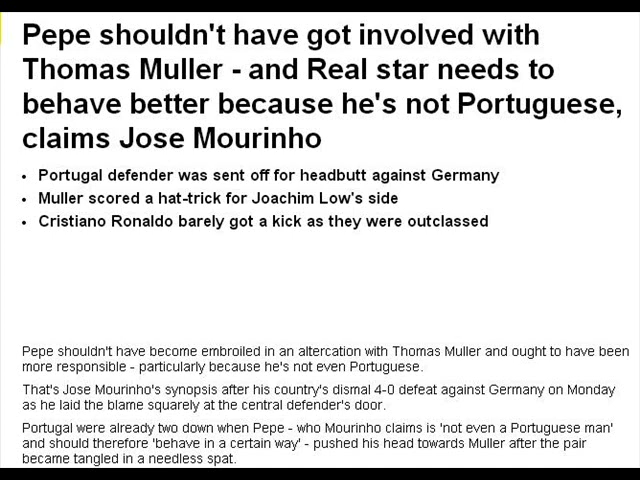 Pepe shouldn't have got involved with
Thomas Muller - and Real star needs to
behave better because he's not Portuguese,
claims Jose Mourinho
• Portugal defender was sent off for headbutt against Germany
• Muller scored a hat-trick for Joachim Low's side
• Cristiano Ronaldo barely got a kick as they were outclassed
Pepe shouldn't have become embroiled in an altercation with Thomas Muller and ought to have been
more responsible - particularly because he's not even Portuguese.
That's Jose Mourinho's synopsis after his country's dismal 4-0 defeat against Germany on Monday
as he laid the blame squarely at the central defender's door.
Portugal were already two down when Pepe - who Mourinho claims is 'not even a Portuguese man'
and should therefore 'behave in a certain way' - pushed his head towards Muller after the pair
became tangled in a needless spat.